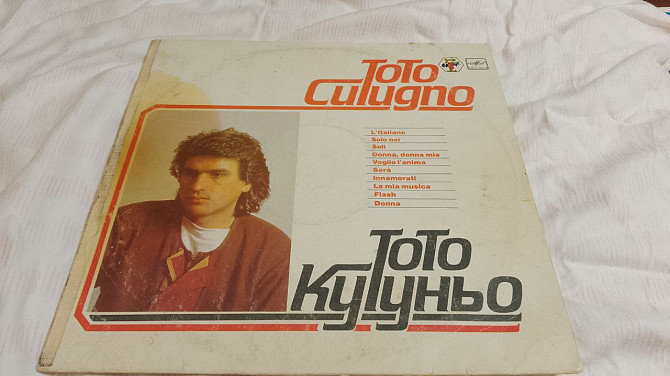 Toto
Cutugno
L'Italiano
Solo noi
Soli
Donna, donna mia
Voglio l'anima
Serà
Innamorati
La mia musica
Flash
Donna
Тото
Кутуньо